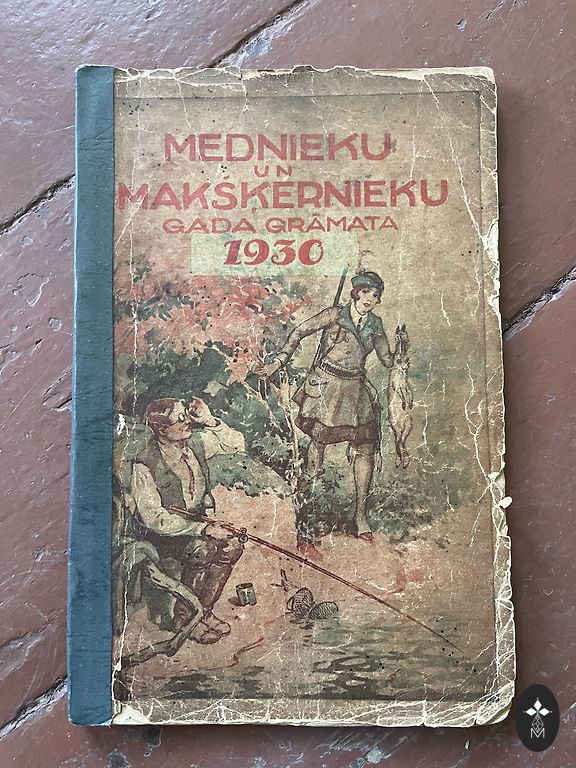 MEDNIEKU
UN
MAKŠĶERNIEKU
GADA GRĀMATA
1930
M